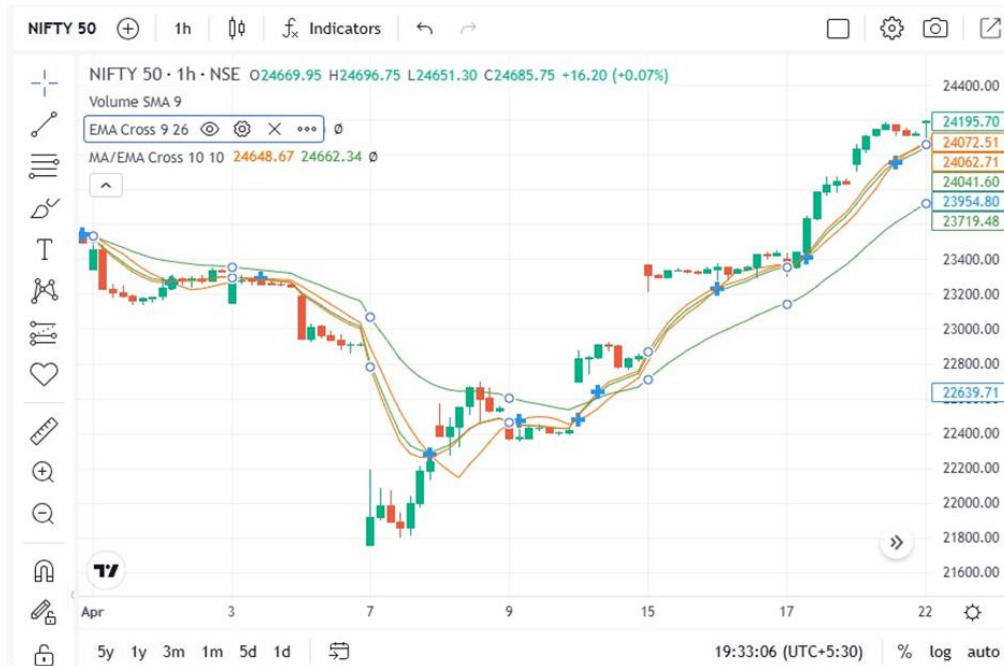 NIFTY 50 1h Indicators
NIFTY 50 · 1h · NSE O24669.95 H24696.75 L24651.30 C24685.75 +16.20 (+0.07%)
Volume SMA 9
EMA Cross 9 26 Ø
MA/EMA Cross 10 10 24648.67 24662.34 Ø
24400.00
24195.70
24072.51
24062.71
24041.60
23954.80
23719.48
23400.00
23200.00
23000.00
22800.00
22639.71
22400.00
22200.00
22000.00
21800.00
21600.00
Apr 3 7 9 15 17 22
5y 1y 3m 1m 5d 1d 19:33:06 (UTC+5:30) % log auto